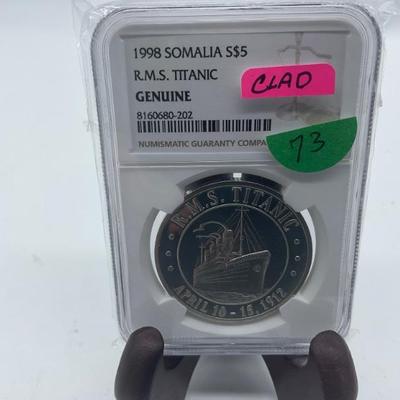 1998 SOMALIA S$5
R.M.S. TITANIC
GENUINE
8160680-202
NUMISMATIC GUARANTY COMPA
CLAD
73
R.M.S. TITANIC
APRIL 10 - 15, 1912